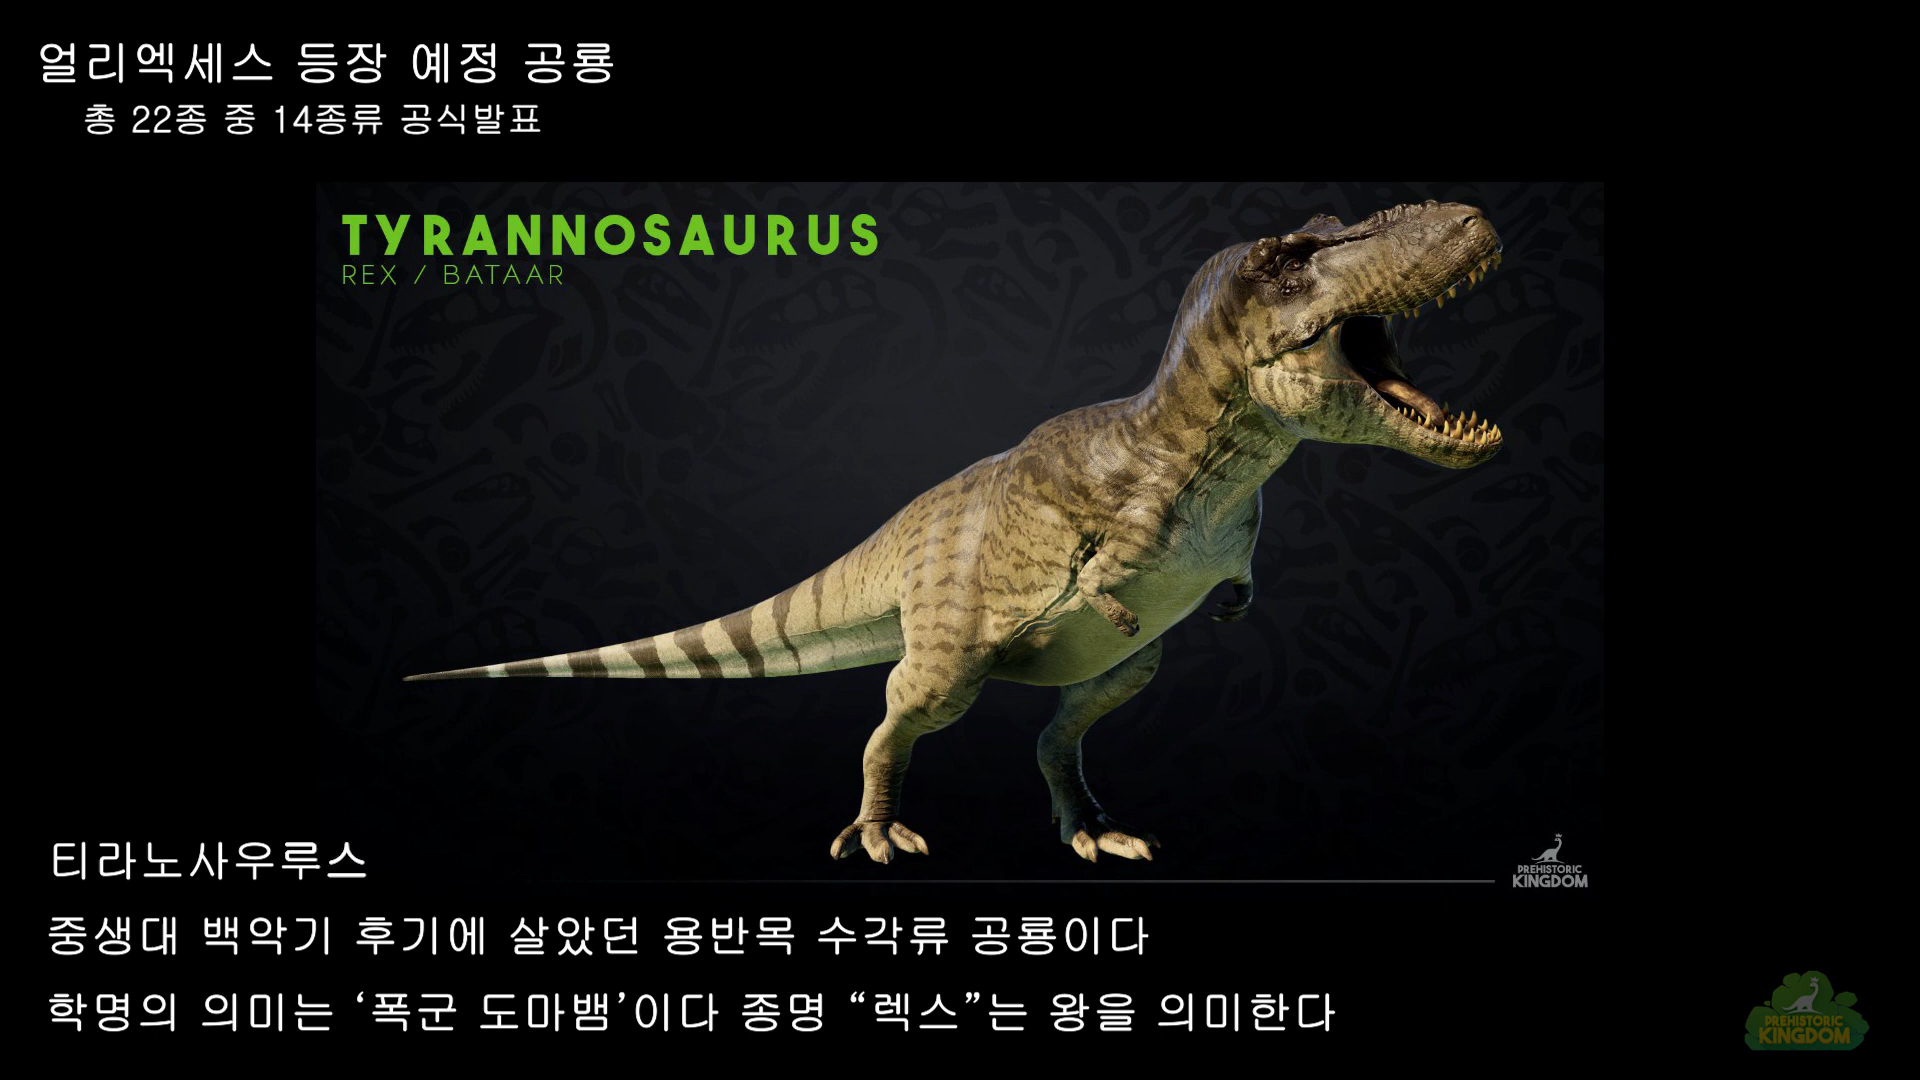 얼리엑세스 등장 예정 공룡
총 22종 중 14종류 공식발표
TYRANNOSAURUS
REX / BATAAR
PREHISTORIC
KINGDOM
티라노사우루스
중생대 백악기 후기에 살았던 용반목 수각류 공룡이다
학명의 의미는 ‘폭군 도마뱀’이다 종명 “렉스”는 왕을 의미한다
PREHISTORIC
KINGDOM